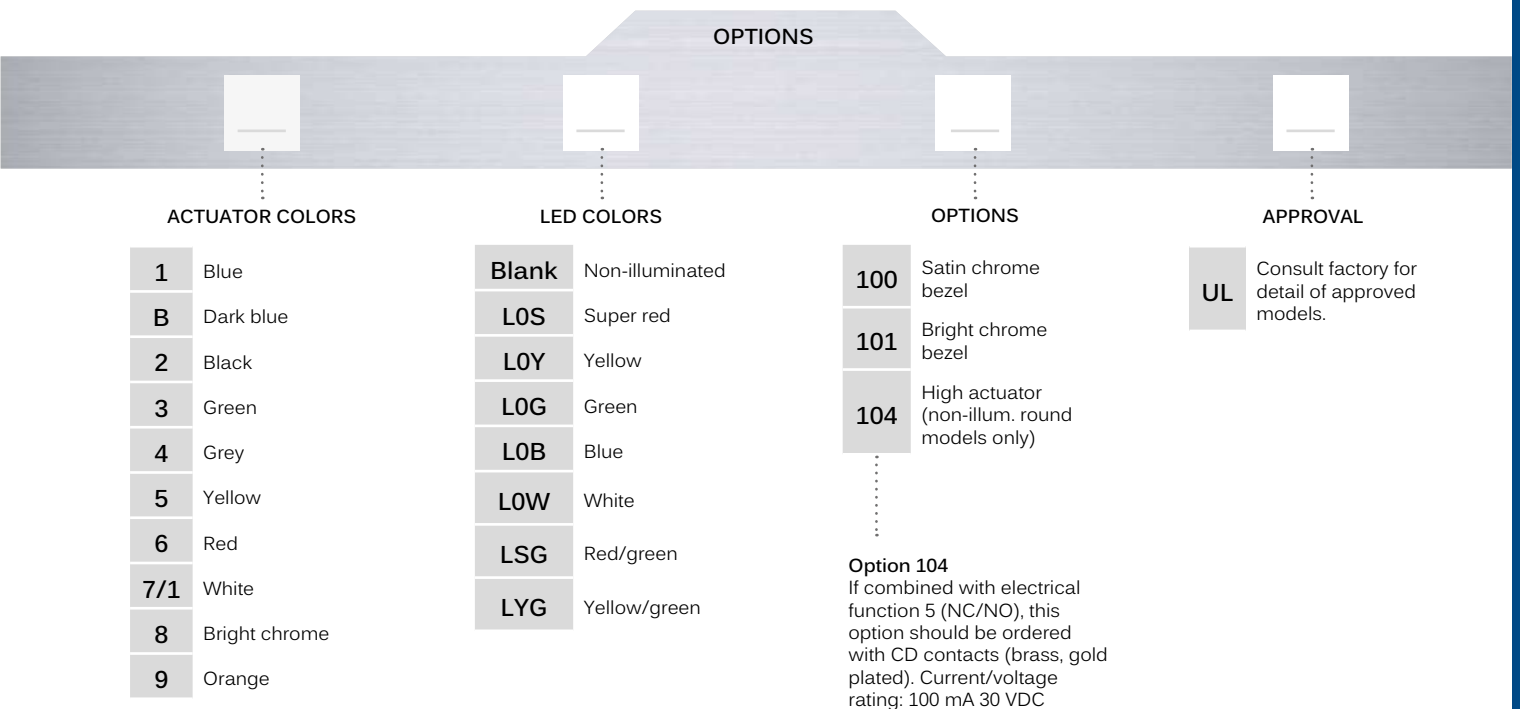 OPTIONS
ACTUATOR COLORS
1 Blue
B Dark blue
2 Black
3 Green
4 Grey
5 Yellow
6 Red
7/1 White
8 Bright chrome
9 Orange
LED COLORS
Blank Non-illuminated
L0S Super red
L0Y Yellow
L0G Green
L0B Blue
L0W White
LSG Red/green
LYG Yellow/green
OPTIONS
100 Satin chrome
bezel
101 Bright chrome
bezel
104 High actuator
(non-illum. round
models only)
Option 104
If combined with electrical
function 5 (NC/NO), this
option should be ordered
with CD contacts (brass, gold
plated). Current/voltage
rating: 100 mA 30 VDC
APPROVAL
UL Consult factory for
detail of approved
models.